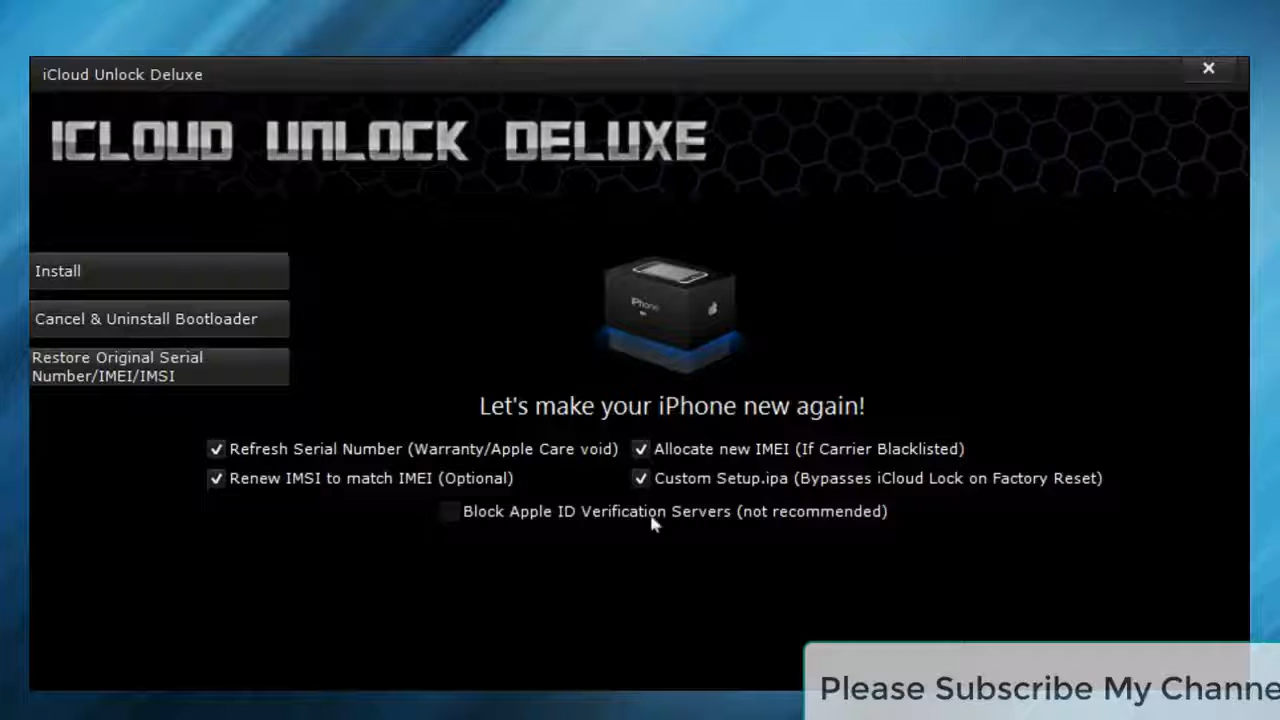 iCloud Unlock Deluxe
ICLOUD UNLOCK DELUXE
Install
Cancel & Uninstall Bootloader
Restore Original Serial
Number/IMEI/IMSI
iPhone
Let's make your iPhone new again!
Refresh Serial Number (Warranty/Apple Care void)
Allocate new IMEI (If Carrier Blacklisted)
Renew IMSI to match IMEI (Optional)
Custom Setup.ipa (Bypasses iCloud Lock on Factory Reset)
Block Apple ID Verification Servers (not recommended)
Please Subscribe My Channe